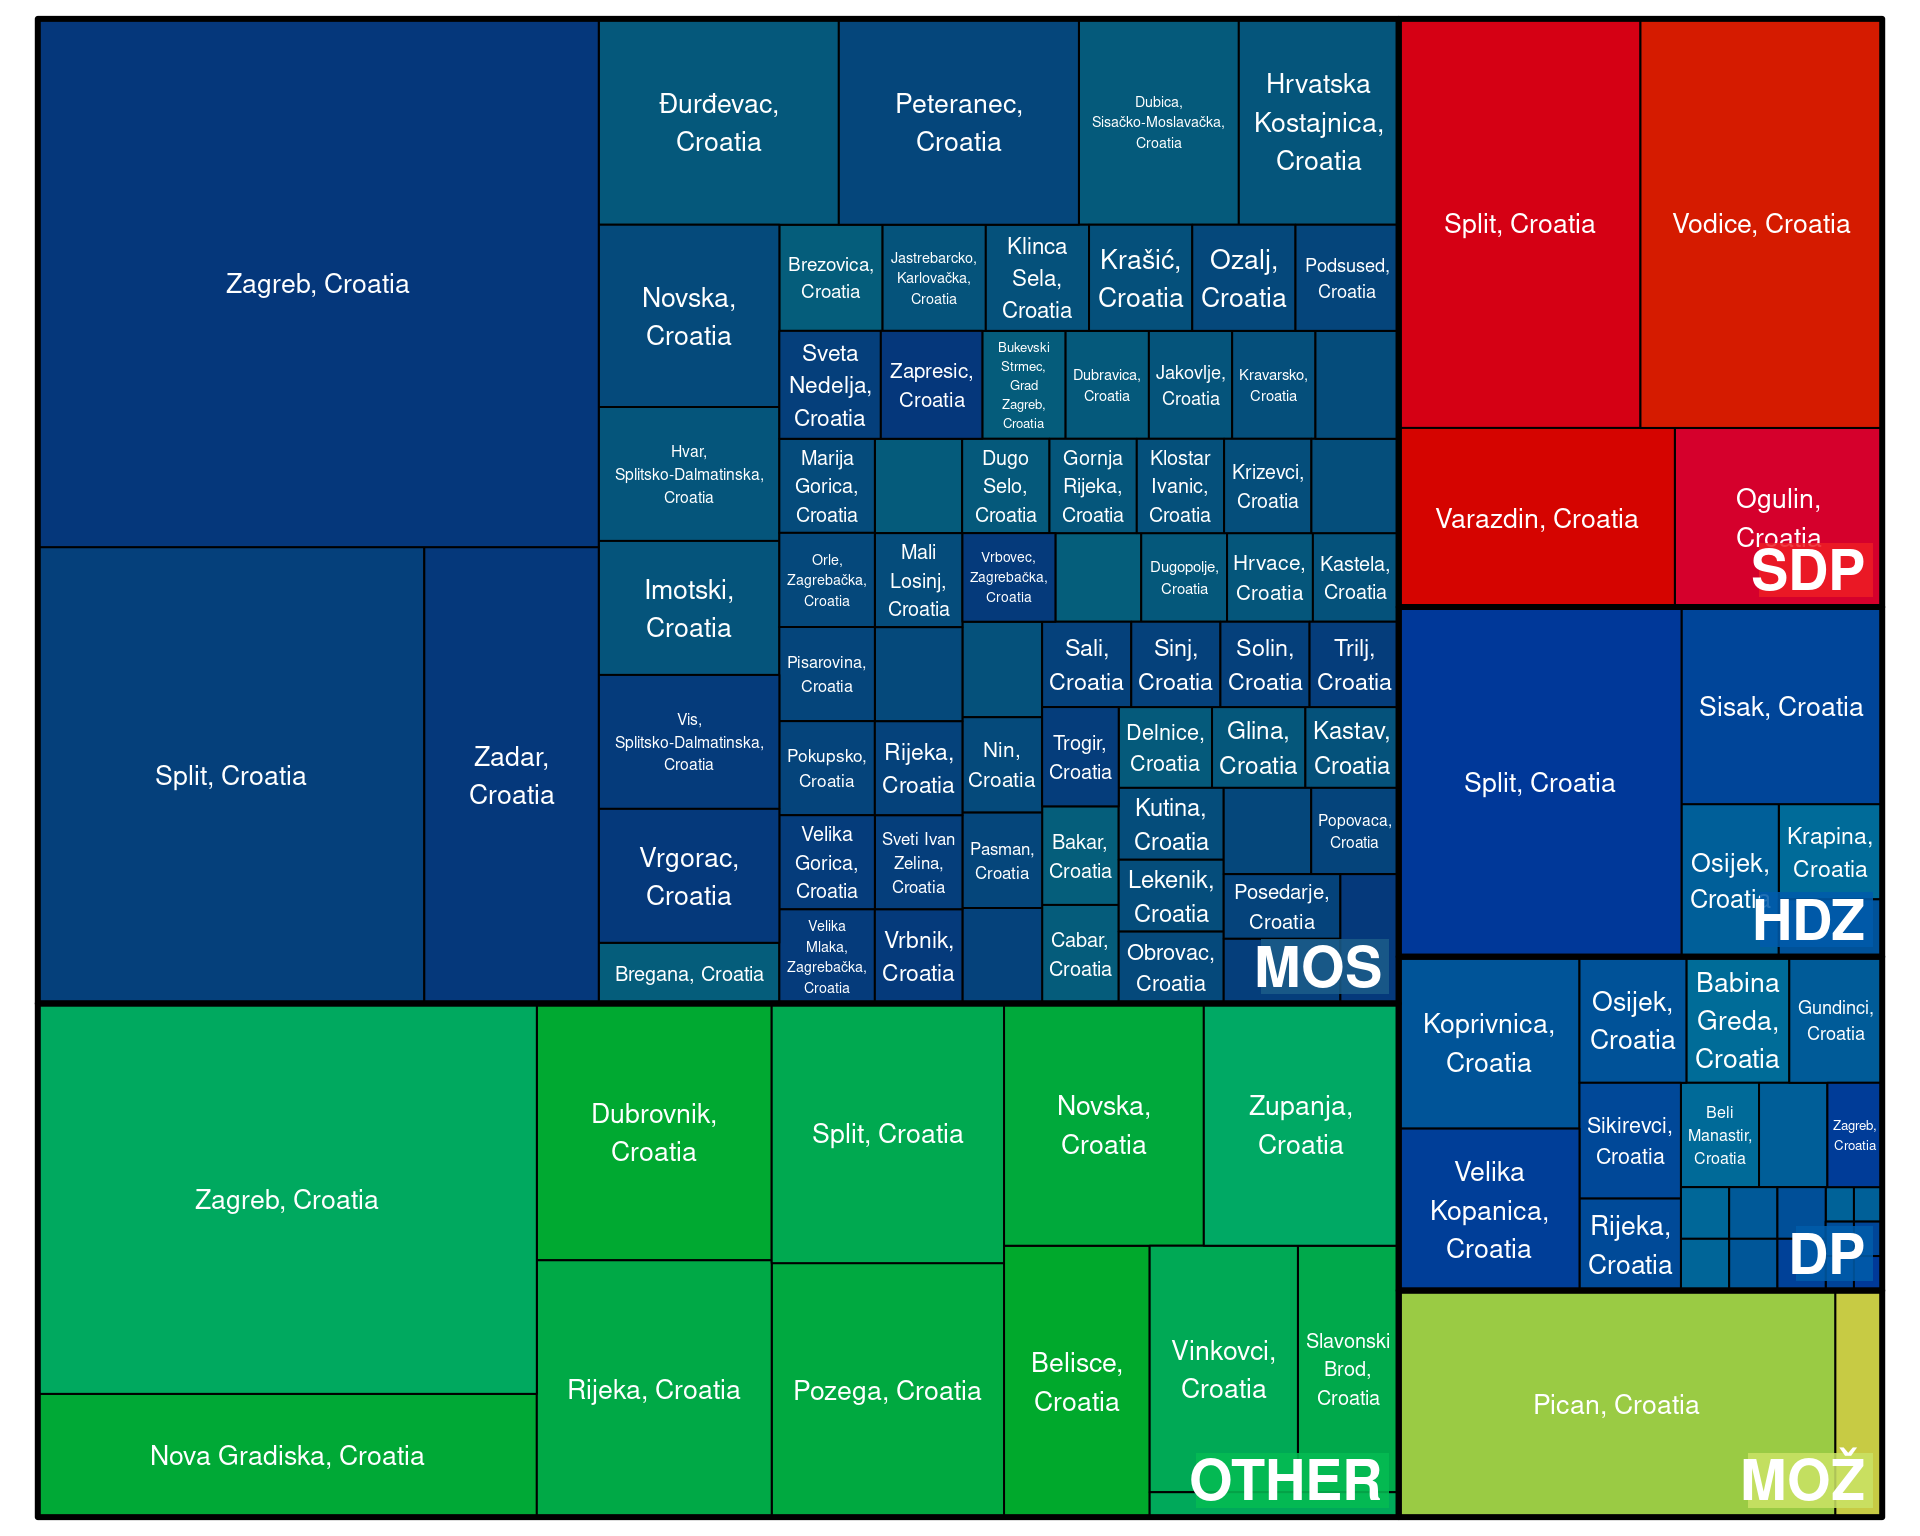 Zagreb, Croatia
Split, Croatia
Zadar,
Croatia
Đurđevac,
Croatia
Peteranec,
Croatia
Dubica,
Sisačko-Moslavačka,
Croatia
Hrvatska
Kostajnica,
Croatia
Novska,
Croatia
Hvar,
Splitsko-Dalmatinska,
Croatia
Imotski,
Croatia
Vis,
Splitsko-Dalmatinska,
Croatia
Vrgorac,
Croatia
Bregana, Croatia
Brezovica,
Croatia
Jastrebarcko,
Karlovačka,
Croatia
Klinca
Sela,
Croatia
Krašić,
Croatia
Ozalj,
Croatia
Podsused,
Croatia
Sveta
Nedelja,
Croatia
Zapresic,
Croatia
Bukevski
Strmec,
Grad
Zagreb,
Croatia
Dubravica,
Croatia
Jakovlje,
Croatia
Kravarsko,
Croatia
Marija
Gorica,
Croatia
Dugo
Selo,
Croatia
Gornja
Rijeka,
Croatia
Klostar
Ivanic,
Croatia
Krizevci,
Croatia
Orle,
Zagrebačka,
Croatia
Mali
Losinj,
Croatia
Vrbovec,
Zagrebačka,
Croatia
Dugopolje,
Croatia
Hrvace,
Croatia
Kastela,
Croatia
Pisarovina,
Croatia
Sali,
Croatia
Sinj,
Croatia
Solin,
Croatia
Trilj,
Croatia
Pokupsko,
Croatia
Rijeka,
Croatia
Nin,
Croatia
Trogir,
Croatia
Delnice,
Croatia
Glina,
Croatia
Kastav,
Croatia
Velika
Gorica,
Croatia
Sveti Ivan
Zelina,
Croatia
Pasman,
Croatia
Bakar,
Croatia
Kutina,
Croatia
Popovaca,
Croatia
Lekenik,
Croatia
Posedarje,
Croatia
Velika
Mlaka,
Zagrebačka,
Croatia
Vrbnik,
Croatia
Cabar,
Croatia
Obrovac,
Croatia
MOS
Split, Croatia
Vodice, Croatia
Varazdin, Croatia
Ogulin,
Croatia
SDP
Split, Croatia
Sisak, Croatia
Osijek,
Croatia
Krapina,
Croatia
HDZ
Koprivnica,
Croatia
Osijek,
Croatia
Babina
Greda,
Croatia
Gundinci,
Croatia
Velika
Kopanica,
Croatia
Sikirevci,
Croatia
Beli
Manastir,
Croatia
Zagreb,
Croatia
Rijeka,
Croatia
DP
Zagreb, Croatia
Nova Gradiska, Croatia
Dubrovnik,
Croatia
Rijeka, Croatia
Split, Croatia
Pozega, Croatia
Novska,
Croatia
Zupanja,
Croatia
Belisce,
Croatia
Vinkovci,
Croatia
Slavonski
Brod,
Croatia
OTHER
Pican, Croatia
MOŽ